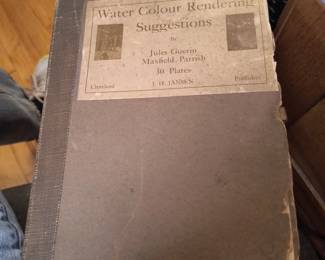 Water Colour Rendering
Suggestions
By
Jules Guerin
Maxfield Parrish
30 Plates
Cleveland J. H. JANSEN Publisher